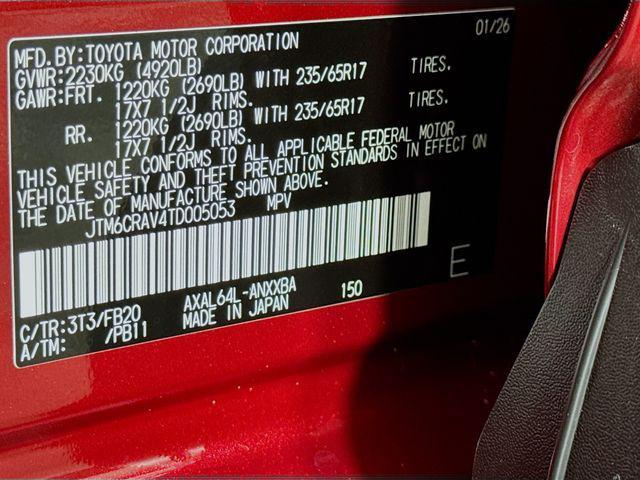 01/26
MFD.BY:TOYOTA MOTOR CORPORATION
GVWR:2230KG (4920LB)
GAWR:FRT. 1220KG (2690LB) WITH 235/65R17 TIRES.
17X7 1/2J RIMS.
RR. 1220KG (2690LB) WITH 235/65R17 TIRES.
17X7 1/2J RIMS.
THIS VEHICLE CONFORMS TO ALL APPLICABLE FEDERAL MOTOR
VEHICLE SAFETY AND THEFT PREVENTION STANDARDS IN EFFECT ON
THE DATE OF MANUFACTURE SHOWN ABOVE.
JTM6CRAV4TD005053 MPV
E
C/TR:3T3/FB20 AXAL64L-ANXXBA 150
A/TM: /PB11 MADE IN JAPAN